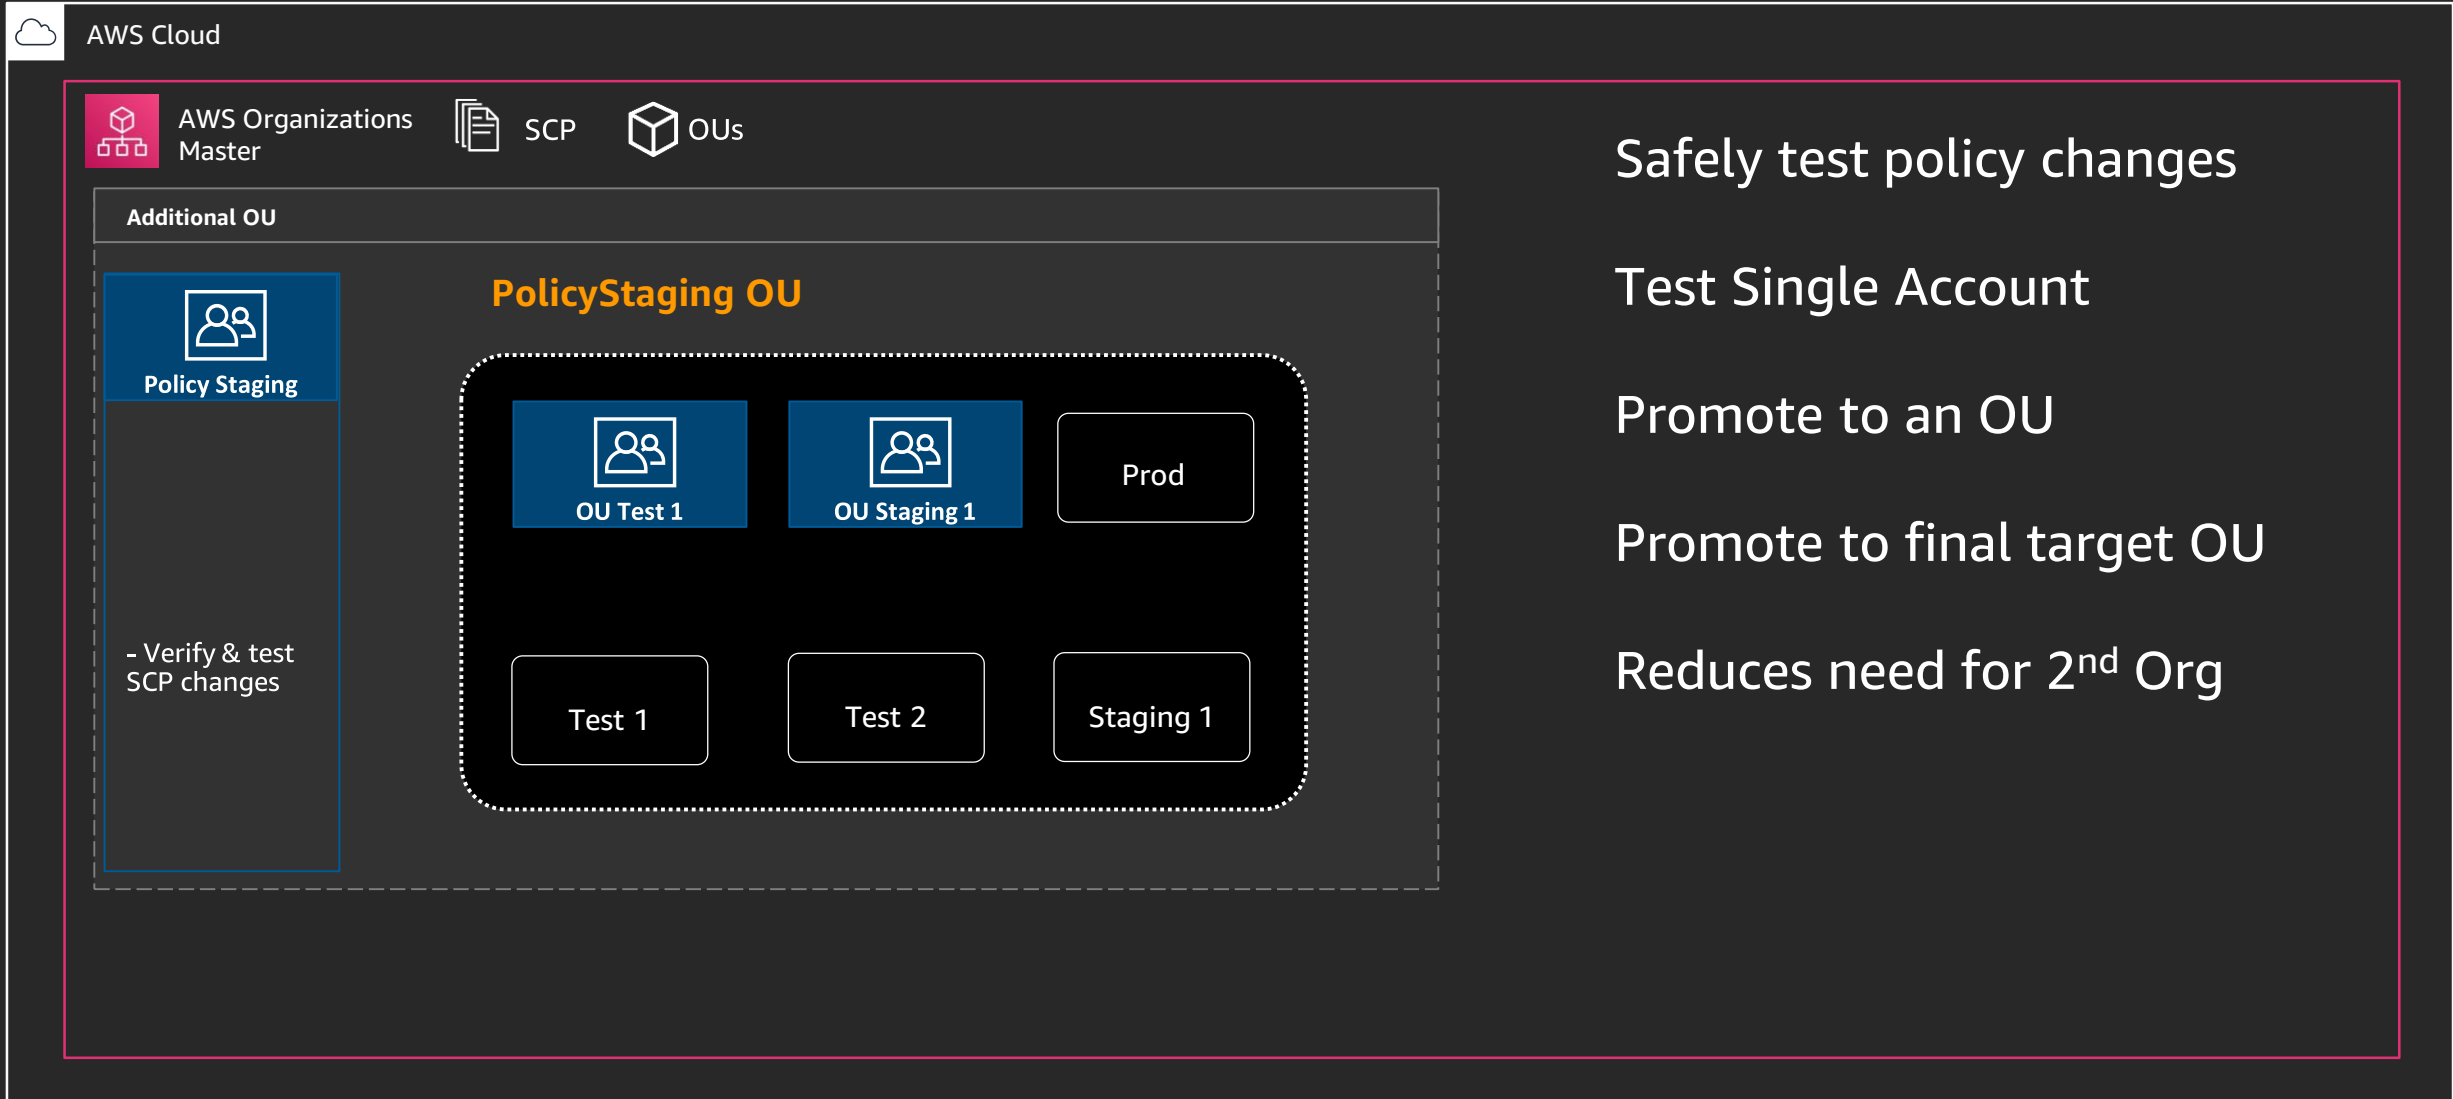 AWS Cloud
AWS Organizations
Master
SCP
OUs
Additional OU
Policy Staging
- Verify & test
SCP changes
PolicyStaging OU
OU Test 1
OU Staging 1
Prod
Test 1
Test 2
Staging 1
Safely test policy changes
Test Single Account
Promote to an OU
Promote to final target OU
Reduces need for 2nd Org